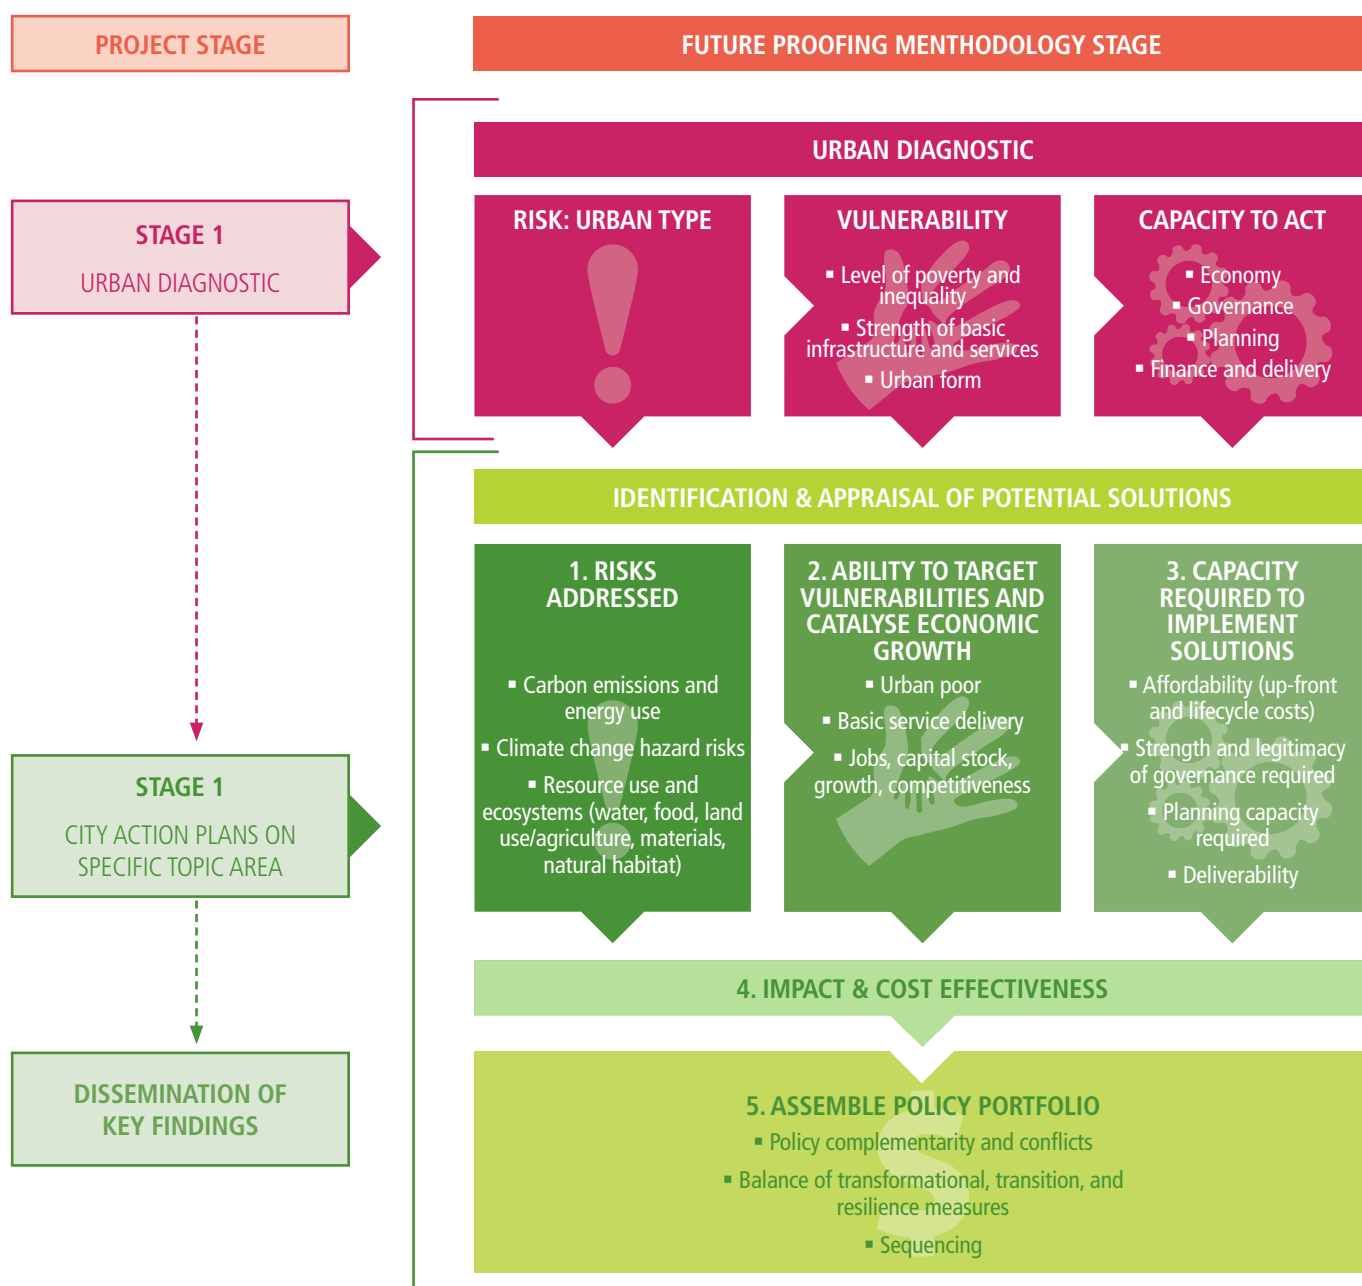 PROJECT STAGE
FUTURE PROOFING MENTHODOLOGY STAGE
STAGE 1
URBAN DIAGNOSTIC
URBAN DIAGNOSTIC
RISK: URBAN TYPE
VULNERABILITY
▪ Level of poverty and
inequality
▪ Strength of basic
infrastructure and services
▪ Urban form
CAPACITY TO ACT
▪ Economy
▪ Governance
▪ Planning
▪ Finance and delivery
STAGE 1
CITY ACTION PLANS ON
SPECIFIC TOPIC AREA
IDENTIFICATION & APPRAISAL OF POTENTIAL SOLUTIONS
1. RISKS
ADDRESSED
▪ Carbon emissions and
energy use
▪ Climate change hazard risks
▪ Resource use and
ecosystems (water, food, land
use/agriculture, materials,
natural habitat)
2. ABILITY TO TARGET
VULNERABILITIES AND
CATALYSE ECONOMIC
GROWTH
▪ Urban poor
▪ Basic service delivery
▪ Jobs, capital stock,
growth, competitiveness
3. CAPACITY
REQUIRED TO
IMPLEMENT
SOLUTIONS
▪ Affordability (up-front
and lifecycle costs)
▪ Strength and legitimacy
of governance required
▪ Planning capacity
required
▪ Deliverability
DISSEMINATION OF
KEY FINDINGS
4. IMPACT & COST EFFECTIVENESS
5. ASSEMBLE POLICY PORTFOLIO
▪ Policy complementarity and conflicts
▪ Balance of transformational, transition, and
resilience measures
▪ Sequencing